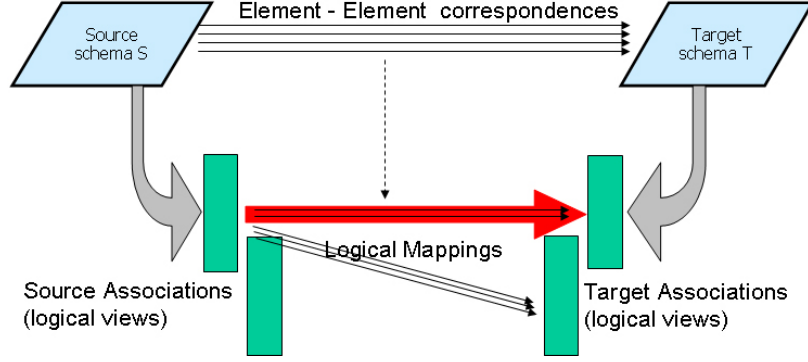 Element - Element correspondences
Source
schema S
Target
schema T
Logical Mappings
Source Associations
(logical views)
Target Associations
(logical views)